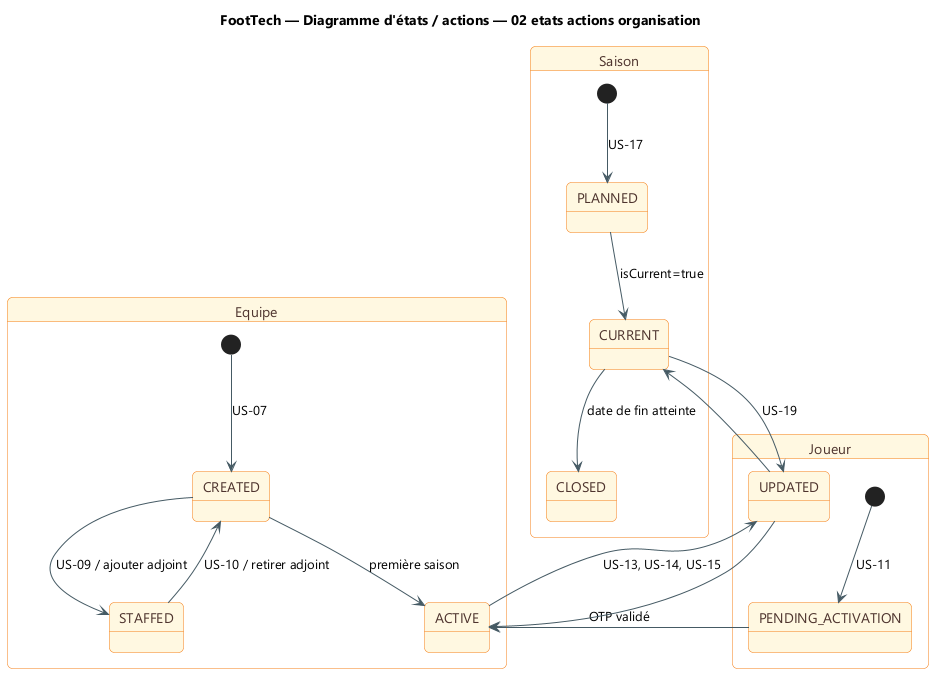 FootTech — Diagramme d'états / actions — 02 etats actions organisation
Saison
US-17
PLANNED
isCurrent=true
CURRENT
date de fin atteinte
US-19
CLOSED
Equipe
US-07
CREATED
US-09 / ajouter adjoint
US-10 / retirer adjoint
première saison
STAFFED
ACTIVE
Joueur
UPDATED
US-13, US-14, US-15
US-11
OTP validé
PENDING_ACTIVATION